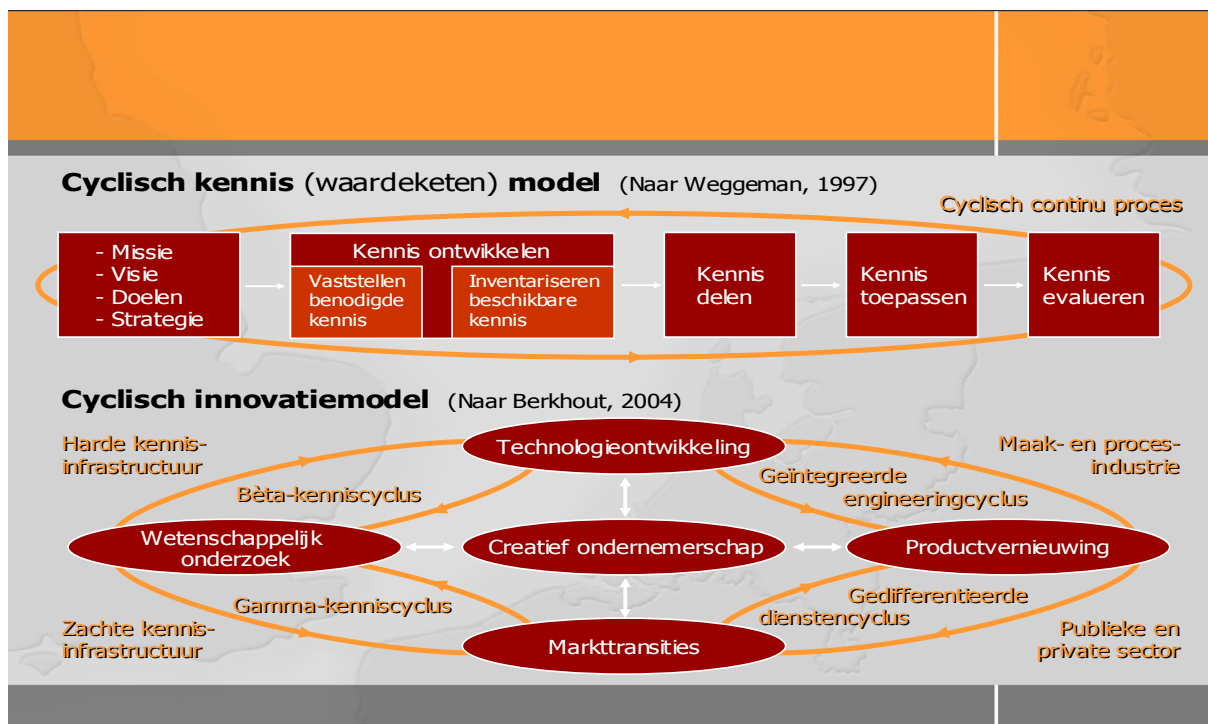 Cyclisch kennis (waardeketen) model (Naar Weggeman, 1997)
Cyclisch continu proces
- Missie
- Visie
- Doelen
- Strategie
Kennis ontwikkelen
Vaststellen
benodigde
kennis
Inventariseren
beschikbare
kennis
Kennis
delen
Kennis
toepassen
Kennis
evalueren
Cyclisch innovatiemodel (Naar Berkhout, 2004)
Harde kennis-
infrastructuur
Technologieontwikkeling
Maak- en proces-
industrie
Bèta-kenniscyclus
Geïntegreerde
engineeringcyclus
Wetenschappelijk
onderzoek
Creatief ondernemerschap
Productvernieuwing
Gamma-kenniscyclus
Gedifferentieerde
dienstencyclus
Zachte kennis-
infrastructuur
Markttransities
Publieke en
private sector